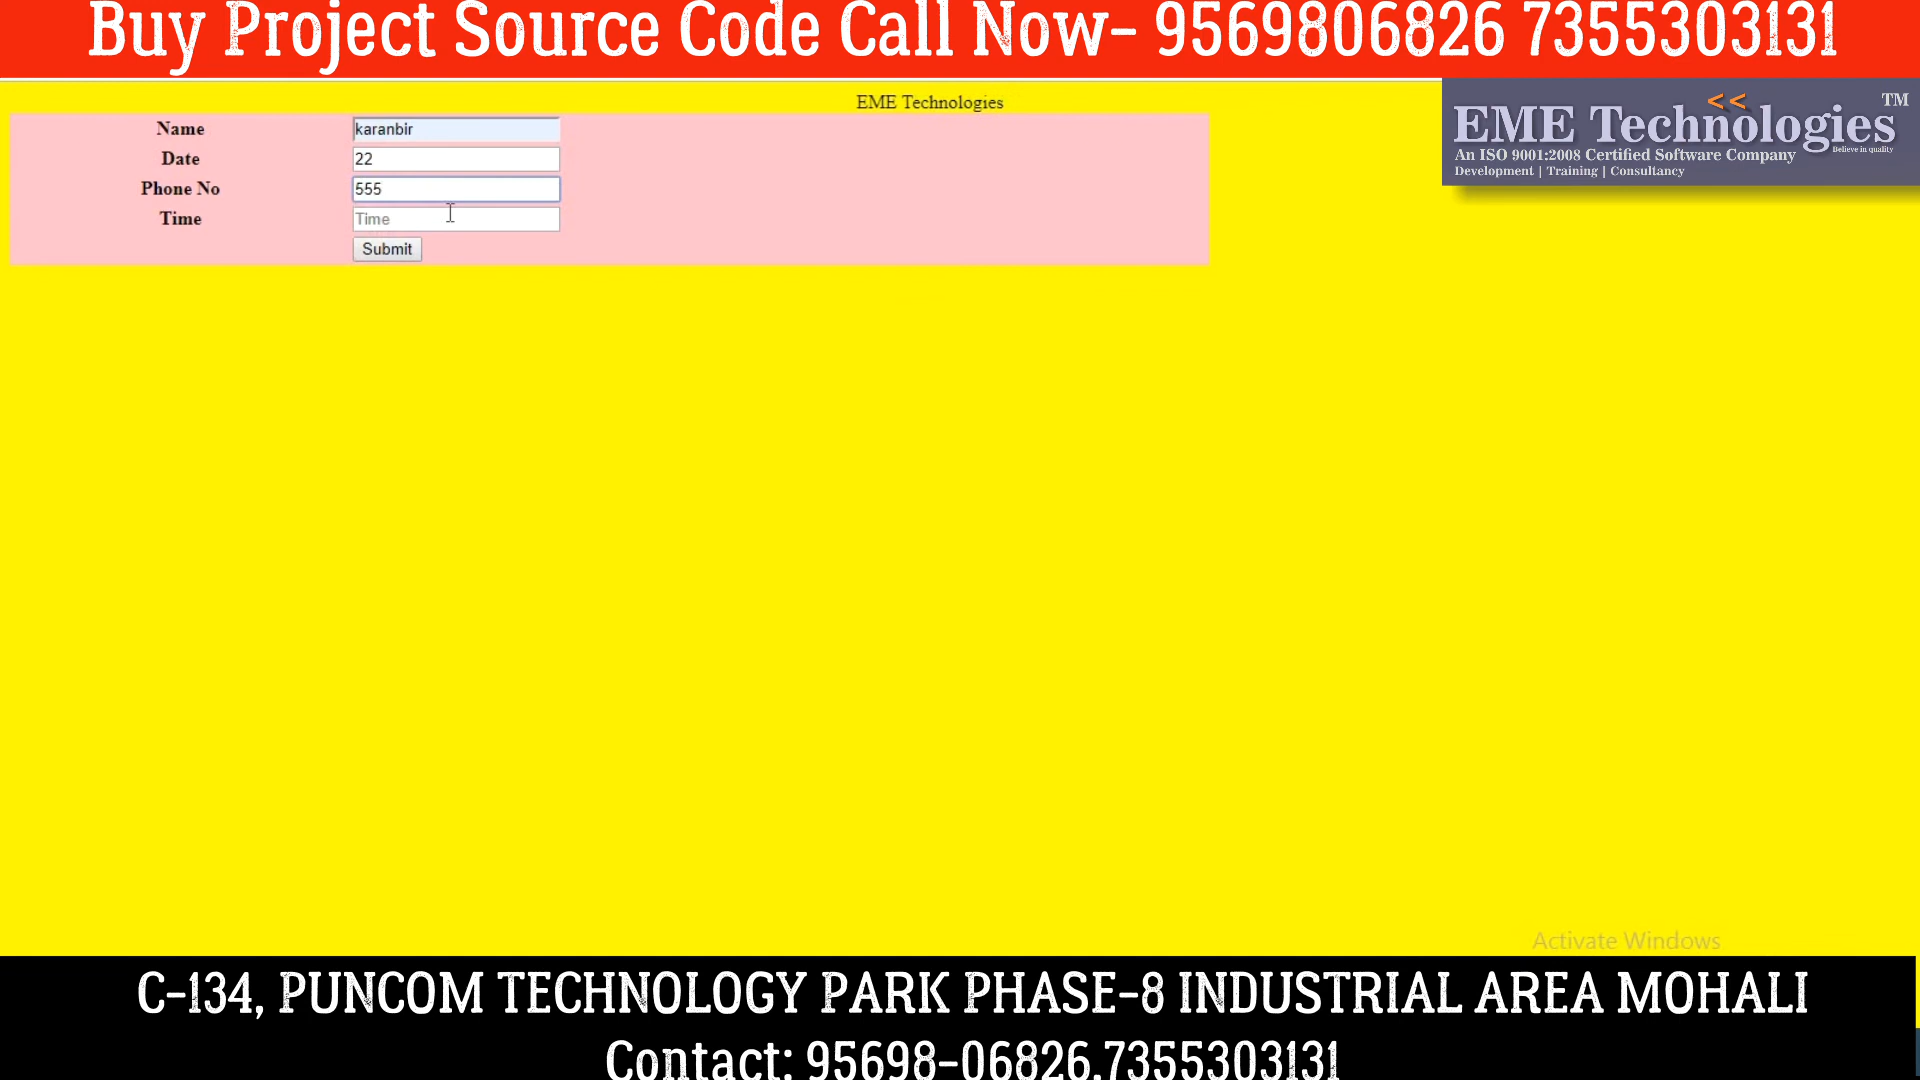 Buy Project Source Code Call Now- 9569806826 7355303131
EME Technologies
<< TM
EME Technologies
Believe in quality
An ISO 9001:2008 Certified Software Company
Development | Training | Consultancy
Name karanbir
Date 22
Phone No 555
Time Time
Submit
Activate Windows
C-134, PUNCOM TECHNOLOGY PARK PHASE-8 INDUSTRIAL AREA MOHALI
Contact: 95698-06826,7355303131